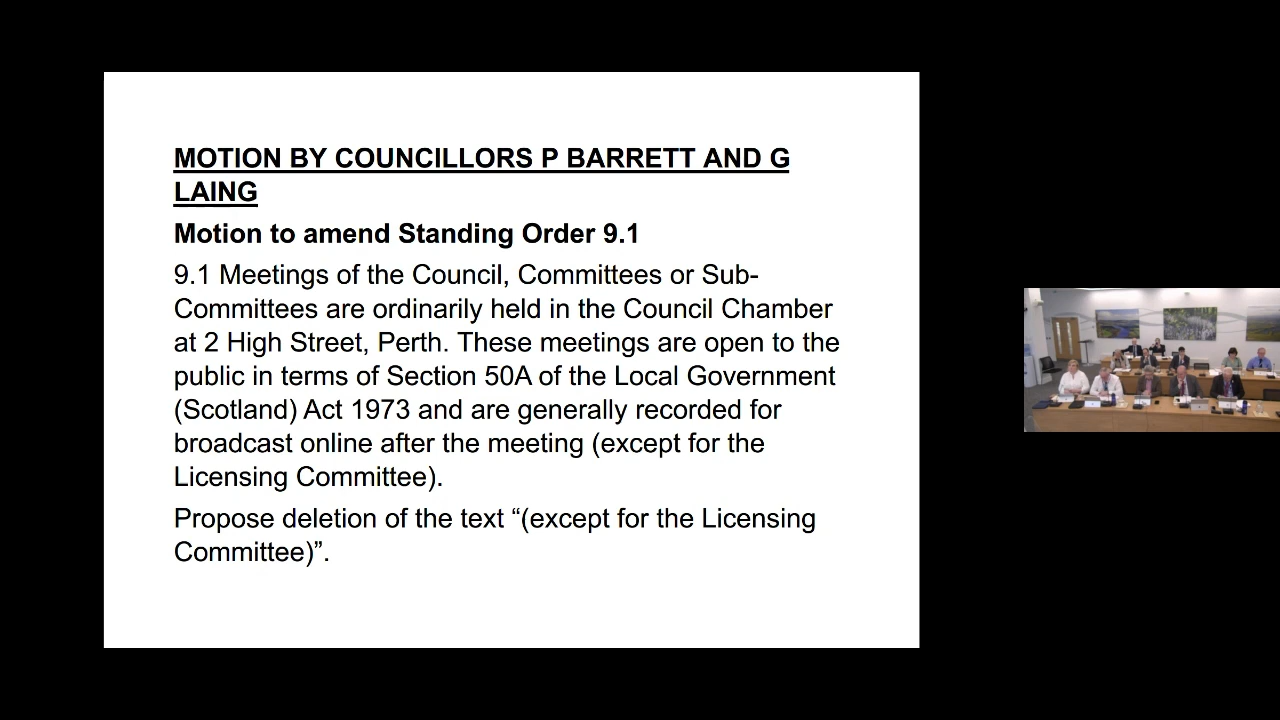 MOTION BY COUNCILLORS P BARRETT AND G
LAING
Motion to amend Standing Order 9.1
9.1 Meetings of the Council, Committees or Sub-
Committees are ordinarily held in the Council Chamber
at 2 High Street, Perth. These meetings are open to the
public in terms of Section 50A of the Local Government
(Scotland) Act 1973 and are generally recorded for
broadcast online after the meeting (except for the
Licensing Committee).
Propose deletion of the text “(except for the Licensing
Committee)”.